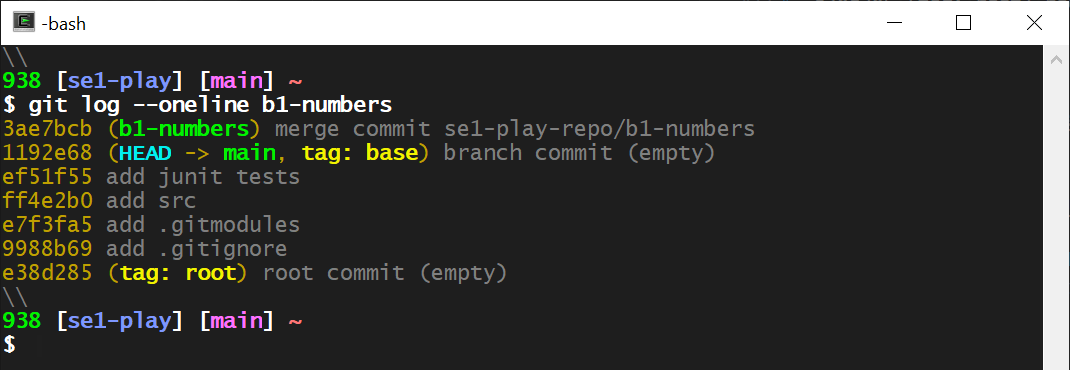 -bash
\\
938 [se1-play] [main] ~
$ git log --oneline b1-numbers
3ae7bcb (b1-numbers) merge commit se1-play-repo/b1-numbers
1192e68 (HEAD -> main, tag: base) branch commit (empty)
ef51f55 add junit tests
ff4e2b0 add src
e7f3fa5 add .gitmodules
9988b69 add .gitignore
e38d285 (tag: root) root commit (empty)
\\
938 [se1-play] [main] ~
$